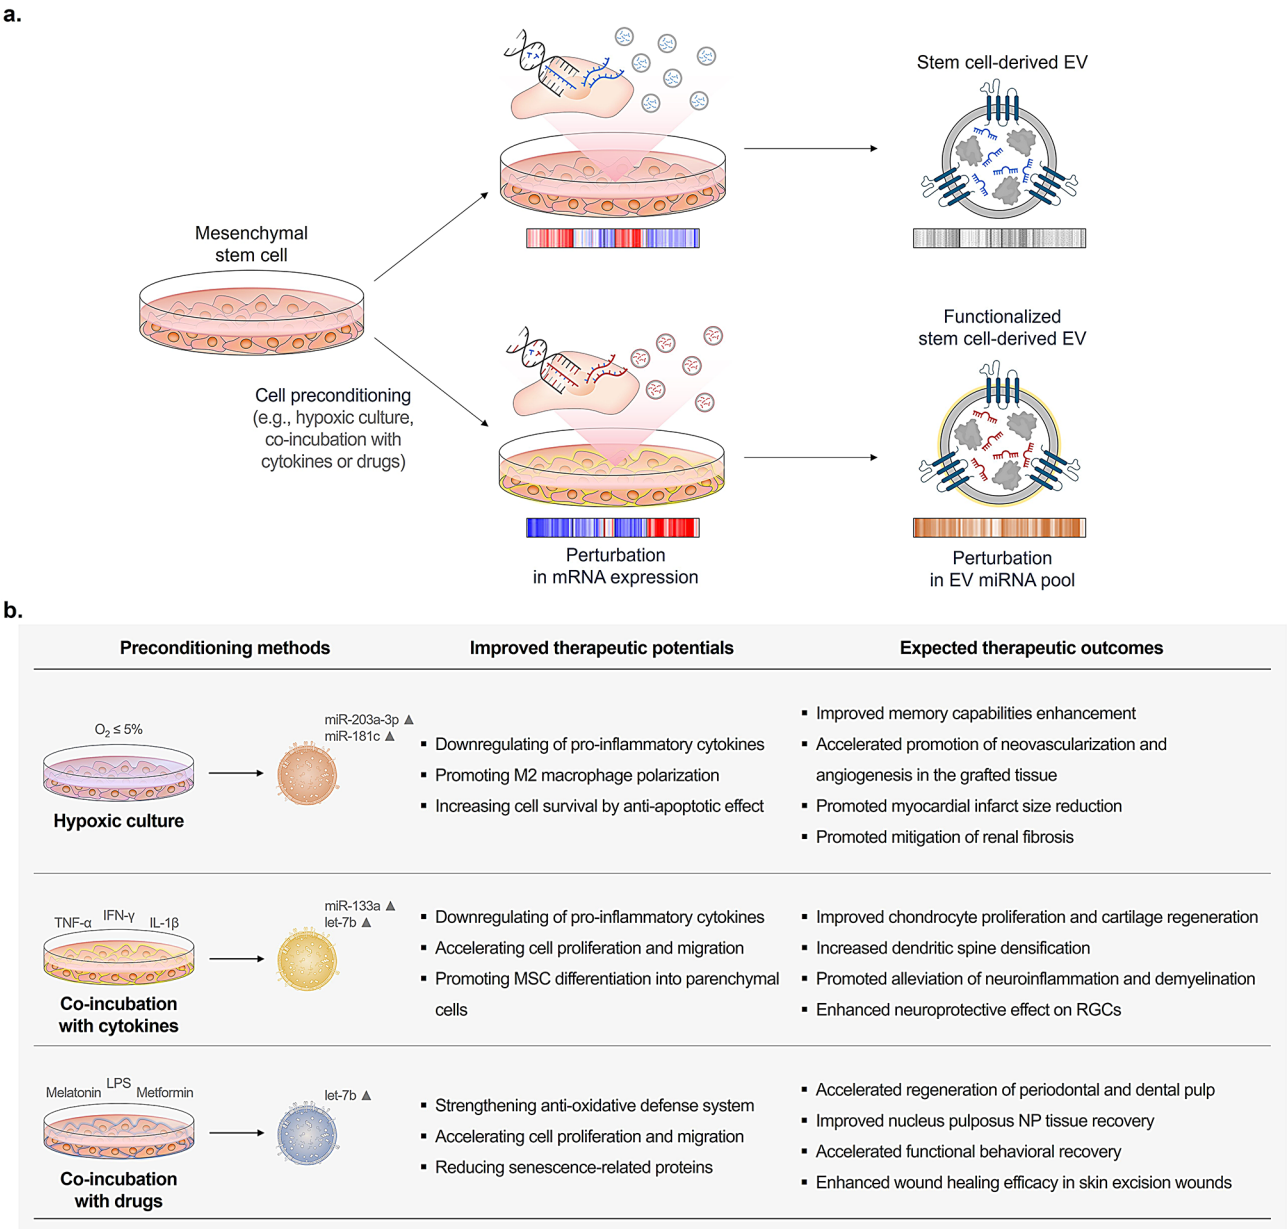 a.
Stem cell-derived EV
Mesenchymal
stem cell
Functionalized
stem cell-derived EV
Cell preconditioning
(e.g., hypoxic culture,
co-incubation with
cytokines or drugs)
Perturbation
in mRNA expression
Perturbation
in EV miRNA pool
b.
Preconditioning methods
Improved therapeutic potentials
Expected therapeutic outcomes
O₂ ≤ 5%
miR-203a-3p ▲
miR-181c ▲
Hypoxic culture
▪ Downregulating of pro-inflammatory cytokines
▪ Promoting M2 macrophage polarization
▪ Increasing cell survival by anti-apoptotic effect
▪ Improved memory capabilities enhancement
▪ Accelerated promotion of neovascularization and
angiogenesis in the grafted tissue
▪ Promoted myocardial infarct size reduction
▪ Promoted mitigation of renal fibrosis
TNF-α IFN-γ IL-1β
miR-133a ▲
let-7b ▲
Co-incubation
with cytokines
▪ Downregulating of pro-inflammatory cytokines
▪ Accelerating cell proliferation and migration
▪ Promoting MSC differentiation into parenchymal
cells
▪ Improved chondrocyte proliferation and cartilage regeneration
▪ Increased dendritic spine densification
▪ Promoted alleviation of neuroinflammation and demyelination
▪ Enhanced neuroprotective effect on RGCs
Melatonin LPS Metformin
let-7b ▲
Co-incubation
with drugs
▪ Strengthening anti-oxidative defense system
▪ Accelerating cell proliferation and migration
▪ Reducing senescence-related proteins
▪ Accelerated regeneration of periodontal and dental pulp
▪ Improved nucleus pulposus NP tissue recovery
▪ Accelerated functional behavioral recovery
▪ Enhanced wound healing efficacy in skin excision wounds